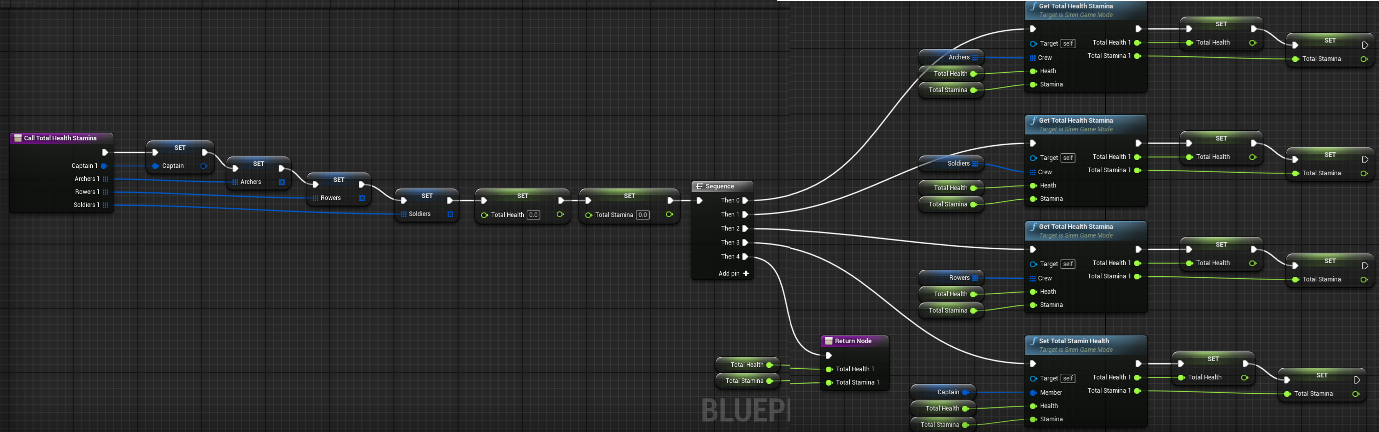 Call Total Health Stamina
Captain 1
Archers 1
Rowers 1
Soldiers 1
SET
Captain
SET
Archers
SET
Rowers
SET
Soldiers
SET
Total Health 0.0
SET
Total Stamina 0.0
Sequence
Then 0
Then 1
Then 2
Then 3
Then 4
Add pin +
Total Health
Total Stamina
Return Node
Total Health 1
Total Stamina 1
BLUEP
Archers
Total Health
Total Stamina
Get Total Health Stamina
Target is Siren Game Mode
Target self
Total Health 1
Crew
Total Stamina 1
Heath
Stamina
SET
Total Health
SET
Total Stamina
Soldiers
Total Health
Total Stamina
Get Total Health Stamina
Target is Siren Game Mode
Target self
Total Health 1
Crew
Total Stamina 1
Heath
Stamina
SET
Total Health
SET
Total Stamina
Rowers
Total Health
Total Stamina
Get Total Health Stamina
Target is Siren Game Mode
Target self
Total Health 1
Crew
Total Stamina 1
Heath
Stamina
SET
Total Health
SET
Total Stamina
Captain
Total Health
Total Stamina
Set Total Stamin Health
Target is Siren Game Mode
Target self
Total Health 1
Member
Total Stamina 1
Health
Stamina
SET
Total Health
SET
Total Stamina